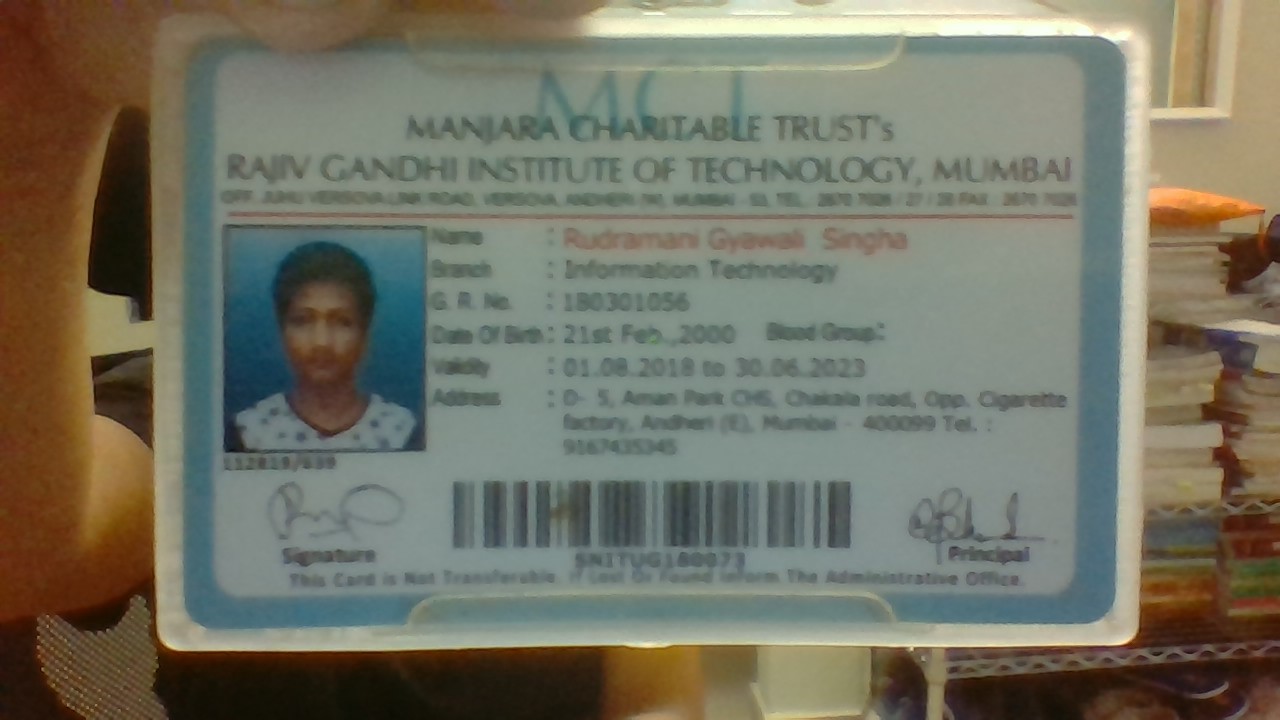 MCT
MANJARA CHARITABLE TRUST's
RAJIV GANDHI INSTITUTE OF TECHNOLOGY, MUMBAI
OFF. JUHU VERSOVA LINK ROAD, VERSOVA, ANDHERI (W), MUMBAI - 53. TEL.: 2670 7026 / 27 / 28 FAX : 2670 7026
Name : Rudramani Gyawali Singha
Branch : Information Technology
G. R. No. : 180301056
Date Of Birth : 21st Feb.,2000 Blood Group :
Validity : 01.08.2018 to 30.06.2023
Address : D- 5, Aman Park CHS, Chakala road, Opp. Cigarette
factory, Andheri (E), Mumbai - 400099 Tel. :
9167435345
112819/039
Signature
SNITUG180073
Principal
This Card is Not Transferable. If Lost Or Found Inform The Administrative Office.